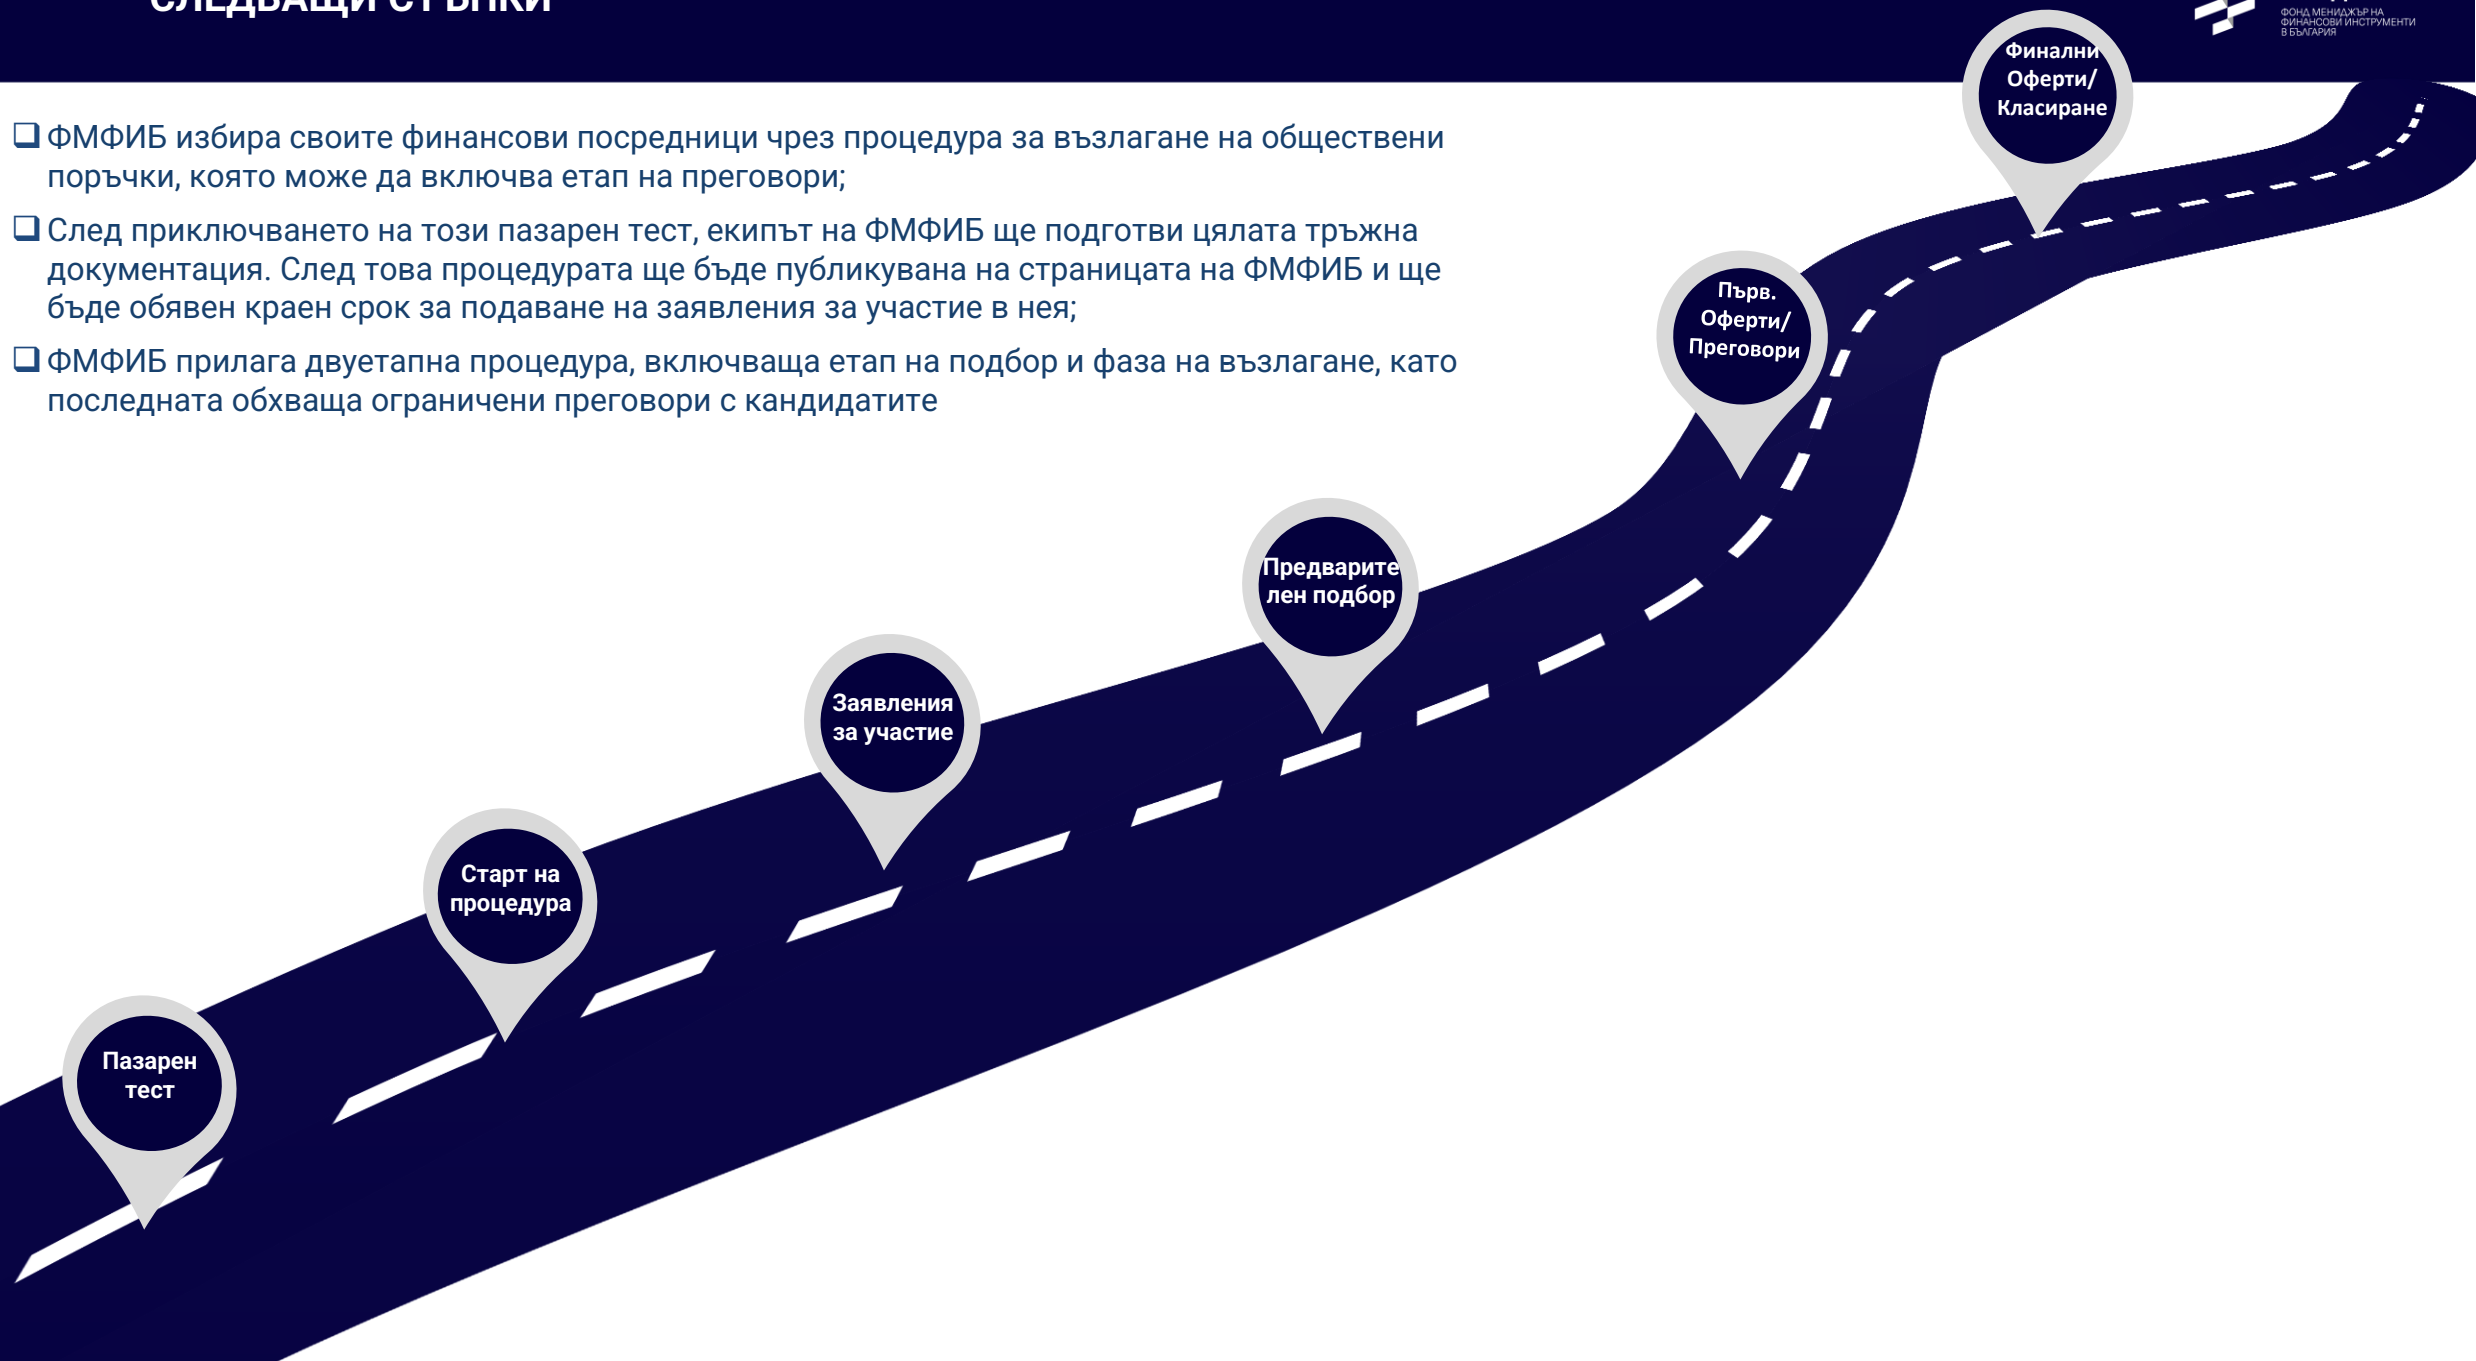 СЛЕДВАЩИ СТЪПКИ
ФОНД МЕНИДЖЪР НА
ФИНАНСОВИ ИНСТРУМЕНТИ
В БЪЛГАРИЯ
❑ ФМФИБ избира своите финансови посредници чрез процедура за възлагане на обществени
поръчки, която може да включва етап на преговори;
❑ След приключването на този пазарен тест, екипът на ФМФИБ ще подготви цялата тръжна
документация. След това процедурата ще бъде публикувана на страницата на ФМФИБ и ще
бъде обявен краен срок за подаване на заявления за участие в нея;
❑ ФМФИБ прилага двуетапна процедура, включваща етап на подбор и фаза на възлагане, като
последната обхваща ограничени преговори с кандидатите
Финални
Оферти/
Класиране
Първ.
Оферти/
Преговори
Предварите
лен подбор
Заявления
за участие
Старт на
процедура
Пазарен
тест